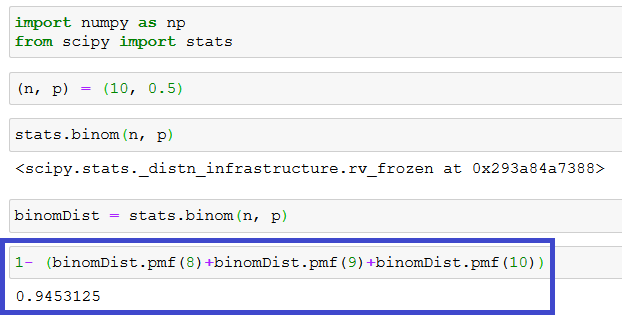 import numpy as np
from scipy import stats
(n, p) = (10, 0.5)
stats.binom(n, p)
<scipy.stats._distn_infrastructure.rv_frozen at 0x293a84a7388>
binomDist = stats.binom(n, p)
1- (binomDist.pmf(8)+binomDist.pmf(9)+binomDist.pmf(10))
0.9453125